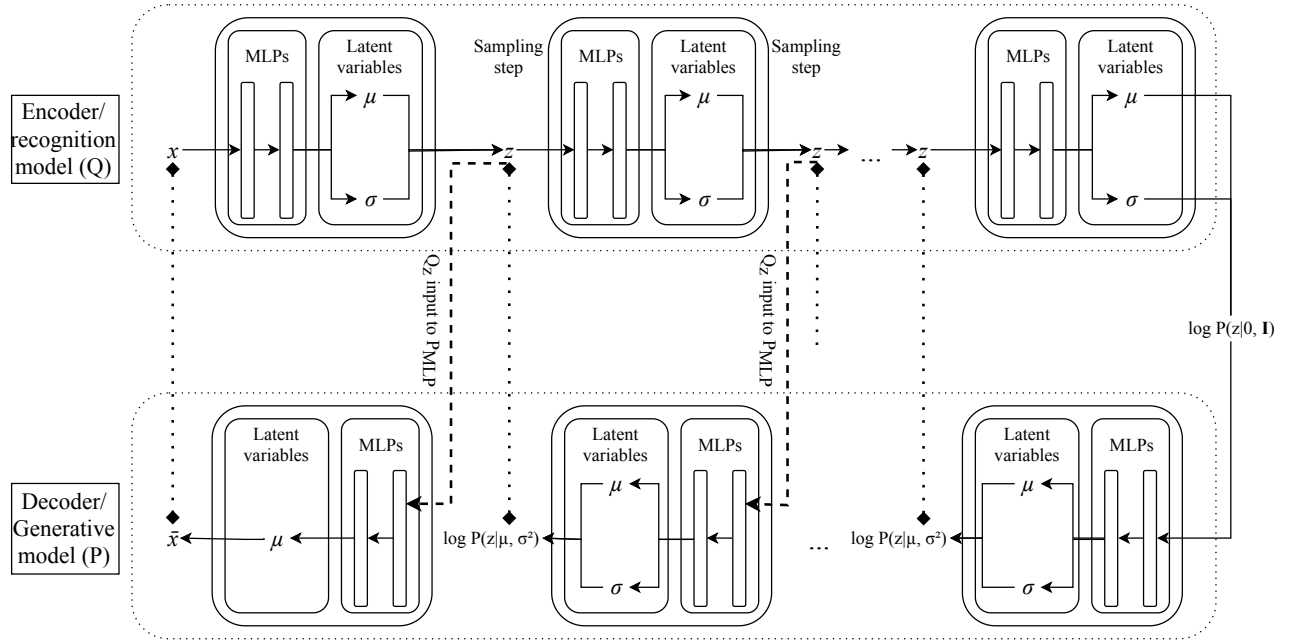 MLPs
Latent
variables
μ
σ
Sampling
step
MLPs
Latent
variables
μ
σ
Sampling
step
MLPs
Latent
variables
μ
σ
Encoder/
recognition
model (Q)
x
z
z
...
z
Q_Z input to P_MLP
Q_Z input to P_MLP
log P(z|0, I)
Latent
variables
MLPs
Latent
variables
MLPs
Latent
variables
MLPs
Decoder/
Generative
model (P)
x̄
μ
log P(z|μ, σ²)
μ
σ
...
log P(z|μ, σ²)
μ
σ